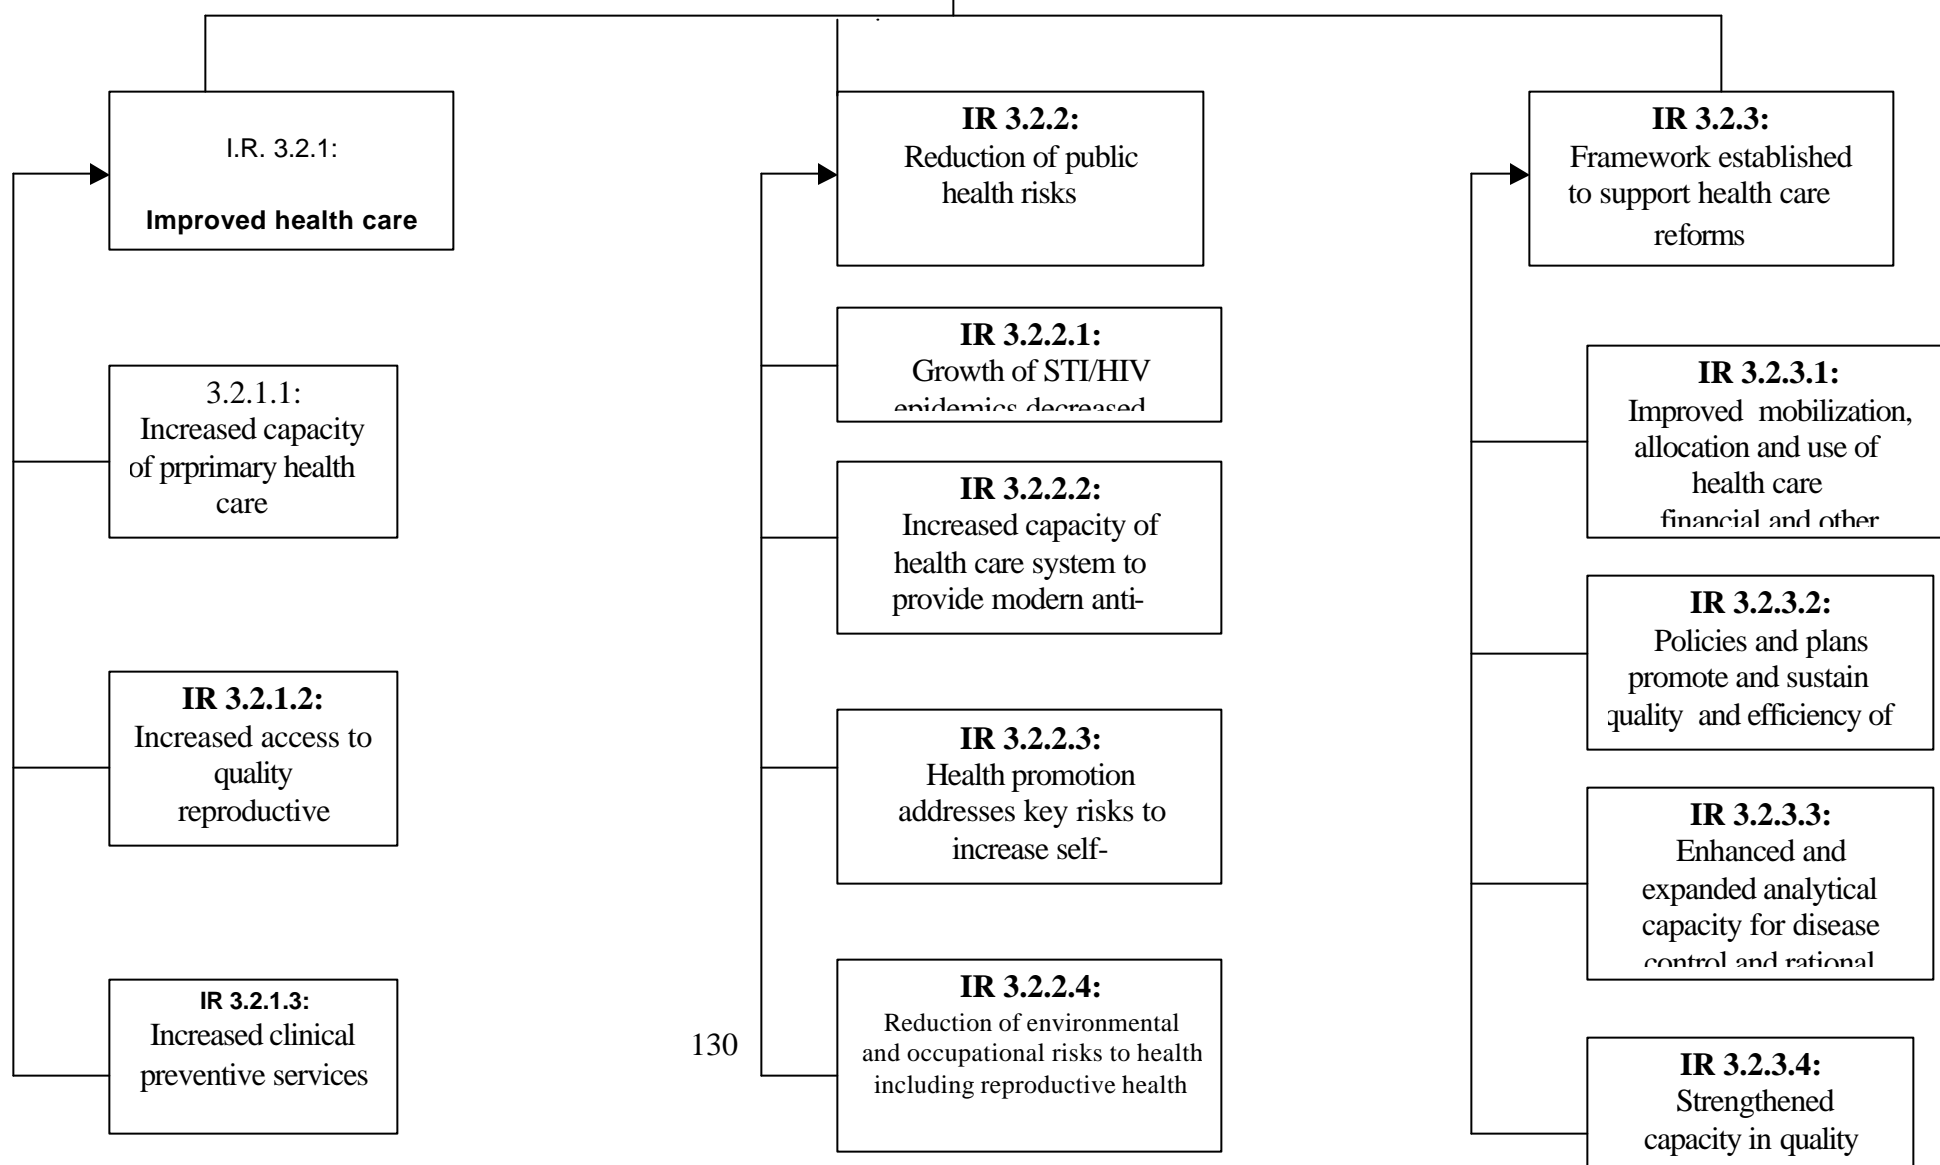 I.R. 3.2.1:
Improved health care
3.2.1.1:
Increased capacity
of prprimary health
care
IR 3.2.1.2:
Increased access to
quality
reproductive
IR 3.2.1.3:
Increased clinical
preventive services
IR 3.2.2:
Reduction of public
health risks
IR 3.2.2.1:
Growth of STI/HIV
epidemics decreased
IR 3.2.2.2:
Increased capacity of
health care system to
provide modern anti-
IR 3.2.2.3:
Health promotion
addresses key risks to
increase self-
IR 3.2.2.4:
Reduction of environmental
and occupational risks to health
including reproductive health
130
IR 3.2.3:
Framework established
to support health care
reforms
IR 3.2.3.1:
Improved  mobilization,
allocation and use of
health care
financial and other
IR 3.2.3.2:
Policies and plans
promote and sustain
quality  and efficiency of
IR 3.2.3.3:
Enhanced and
expanded analytical
capacity for disease
control and rational
IR 3.2.3.4:
Strengthened
capacity in quality